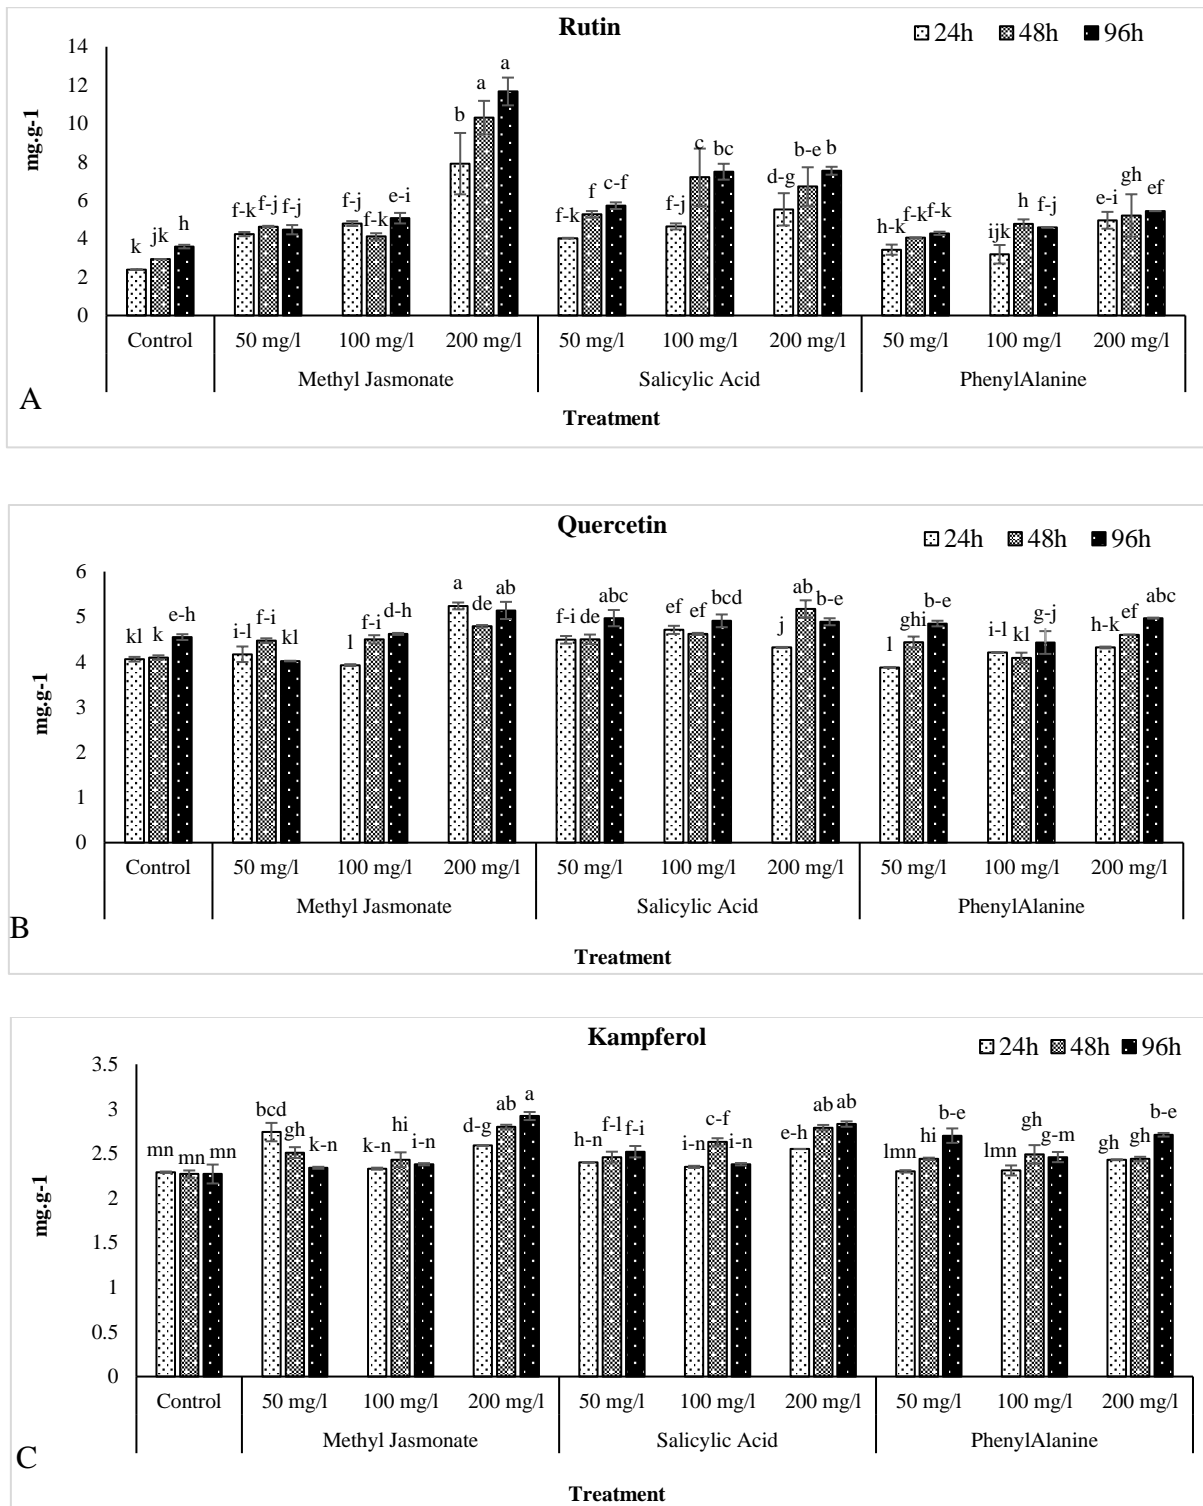 Rutin
24h 48h 96h
mg.g-1
14
12
10
8
6
4
2
0
k jk h f-k f-j f-j f-j f-k e-i b a a f-k f c-f f-j c bc d-g b-e b h-k f-k f-k ijk h f-j e-i gh ef
Control 50 mg/l 100 mg/l 200 mg/l 50 mg/l 100 mg/l 200 mg/l 50 mg/l 100 mg/l 200 mg/l
Methyl Jasmonate Salicylic Acid PhenylAlanine
A
Treatment
Quercetin
24h 48h 96h
mg.g-1
6
5
4
3
2
1
0
kl k e-h i-l f-i kl l f-i d-h a de ab f-i de abc ef ef bcd j ab b-e l ghi b-e i-l kl g-j h-k ef abc
Control 50 mg/l 100 mg/l 200 mg/l 50 mg/l 100 mg/l 200 mg/l 50 mg/l 100 mg/l 200 mg/l
Methyl Jasmonate Salicylic Acid PhenylAlanine
B
Treatment
Kampferol
24h 48h 96h
mg.g-1
3.5
3
2.5
2
1.5
1
0.5
0
mn mn mn bcd gh k-n k-n hi i-n d-g ab a h-n f-l f-i i-n c-f i-n e-h ab ab lmn hi b-e lmn gh g-m gh gh b-e
Control 50 mg/l 100 mg/l 200 mg/l 50 mg/l 100 mg/l 200 mg/l 50 mg/l 100 mg/l 200 mg/l
Methyl Jasmonate Salicylic Acid PhenylAlanine
C
Treatment